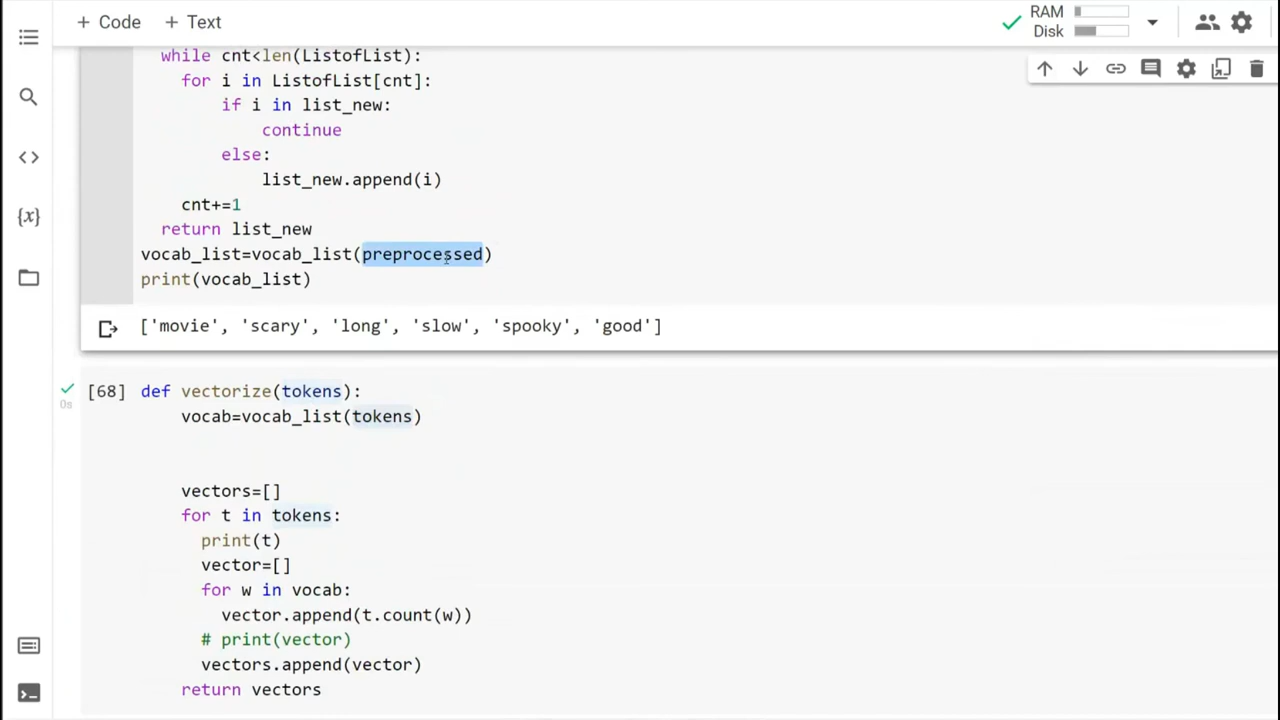 + Code + Text RAM
Disk
while cnt<len(ListofList):
for i in ListofList[cnt]:
if i in list_new:
continue
else:
list_new.append(i)
cnt+=1
return list_new
vocab_list=vocab_list(preprocessed)
print(vocab_list)
['movie', 'scary', 'long', 'slow', 'spooky', 'good']
[68] def vectorize(tokens):
0s
vocab=vocab_list(tokens)
vectors=[]
for t in tokens:
print(t)
vector=[]
for w in vocab:
vector.append(t.count(w))
# print(vector)
vectors.append(vector)
return vectors
{x}